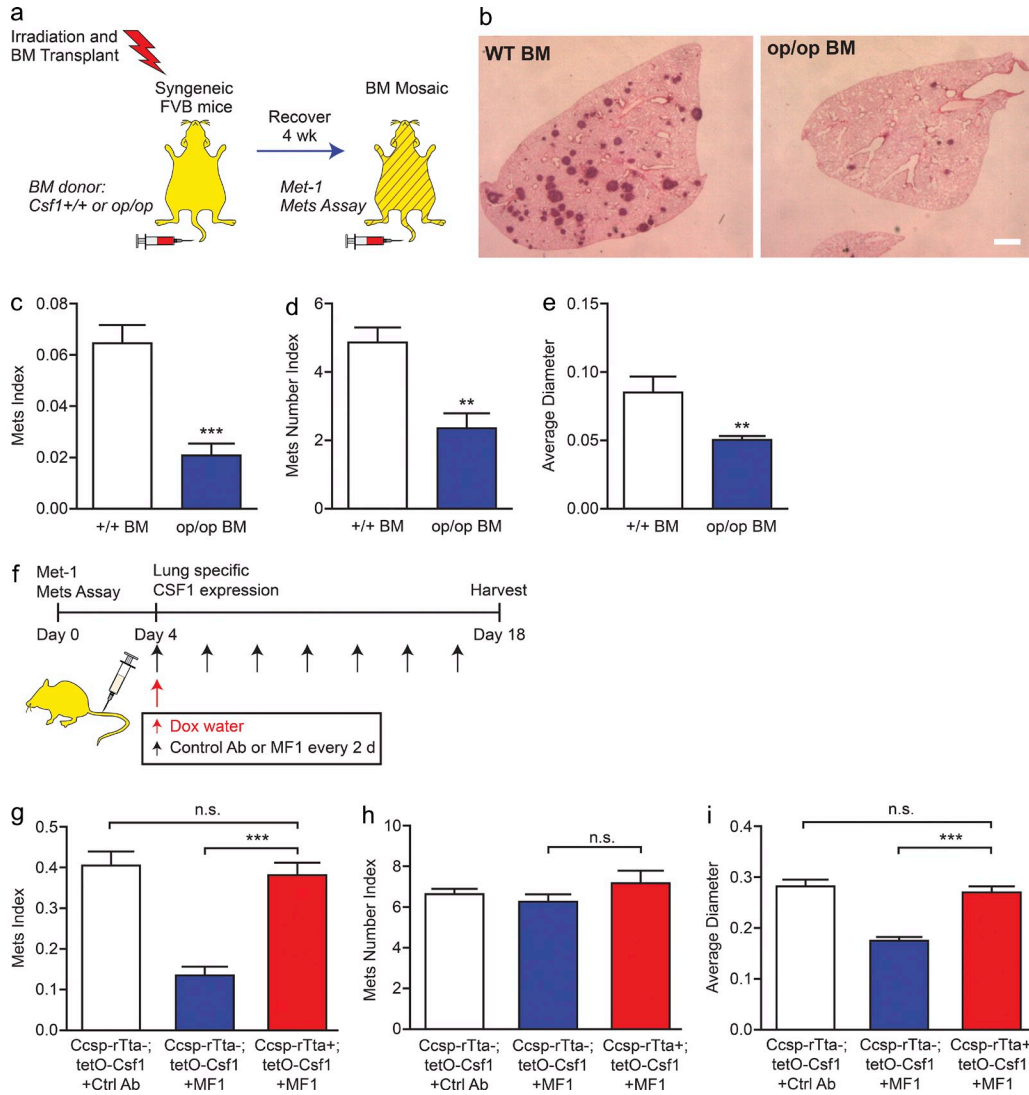 a
Irradiation and
BM Transplant
Syngeneic
FVB mice
BM donor:
Csf1+/+ or op/op
Recover
4 wk
BM Mosaic
Met-1
Mets Assay
b
WT BM
op/op BM
c
Mets Index
0.08
0.06
0.04
0.02
0.00
***
+/+ BM
op/op BM
d
Mets Number Index
6
4
2
0
**
+/+ BM
op/op BM
e
Average Diameter
0.15
0.10
0.05
0.00
**
+/+ BM
op/op BM
f
Met-1
Mets Assay
Lung specific
CSF1 expression
Harvest
Day 0
Day 4
Day 18
Dox water
Control Ab or MF1 every 2 d
g
Mets Index
0.5
0.4
0.3
0.2
0.1
0.0
n.s.
***
Ccsp-rTta-;
tetO-Csf1
+Ctrl Ab
Ccsp-rTta-;
tetO-Csf1
+MF1
Ccsp-rTta+;
tetO-Csf1
+MF1
h
Mets Number Index
10
8
6
4
2
0
n.s.
Ccsp-rTta-;
tetO-Csf1
+Ctrl Ab
Ccsp-rTta-;
tetO-Csf1
+MF1
Ccsp-rTta+;
tetO-Csf1
+MF1
i
Average Diameter
0.4
0.3
0.2
0.1
0.0
n.s.
***
Ccsp-rTta-;
tetO-Csf1
+Ctrl Ab
Ccsp-rTta-;
tetO-Csf1
+MF1
Ccsp-rTta+;
tetO-Csf1
+MF1